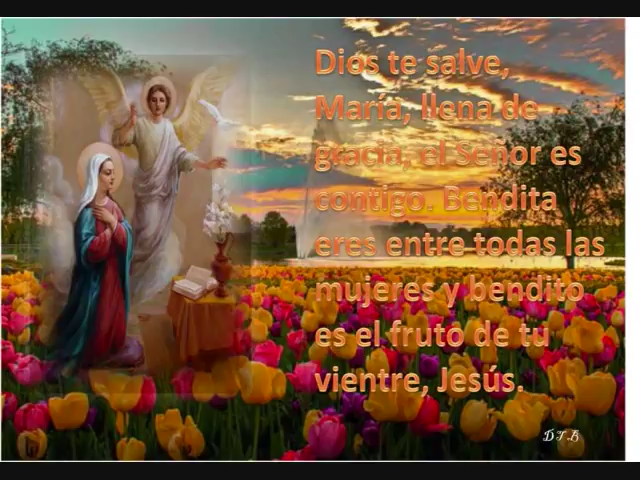 Dios te salve,
María, llena de
gracia, el Señor es
contigo. Bendita
eres entre todas las
mujeres y bendito
es el fruto de tu
vientre, Jesús.
D.T.B